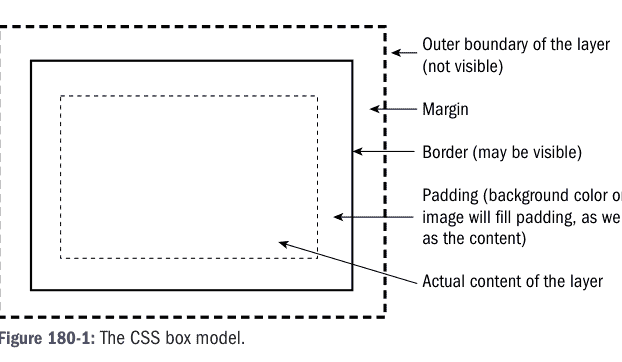 Outer boundary of the layer
(not visible)
Margin
Border (may be visible)
Padding (background color or
image will fill padding, as we
as the content)
Actual content of the layer
Figure 180-1: The CSS box model.